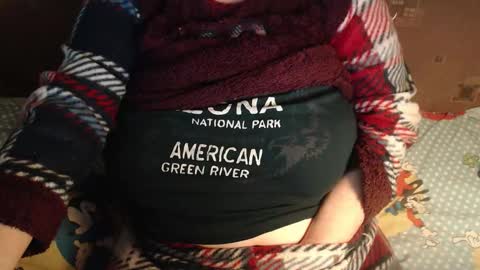 ZONA
NATIONAL PARK
AMERICAN
GREEN RIVER